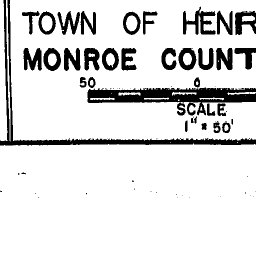 TOWN OF HENR
MONROE COUNT
50 0
SCALE
1" = 50'